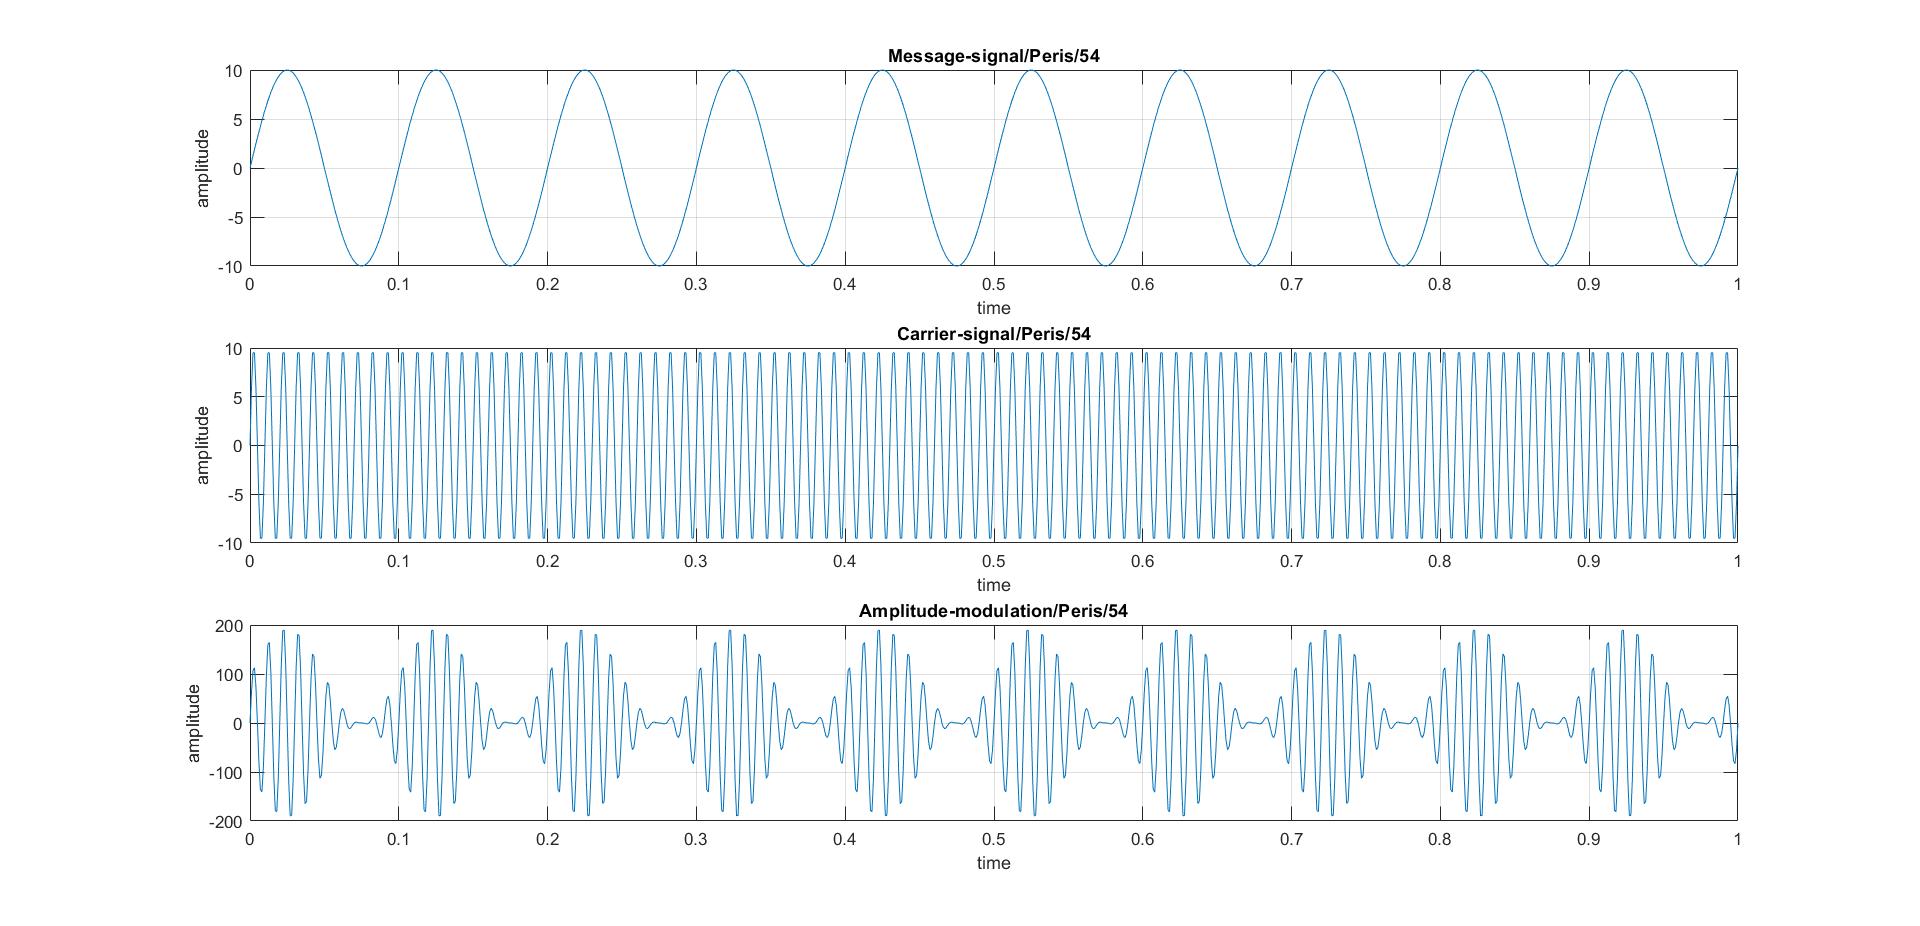 Message-signal/Peris/54
10
5
0
-5
-10
amplitude
0 0.1 0.2 0.3 0.4 0.5 0.6 0.7 0.8 0.9 1
time
Carrier-signal/Peris/54
10
5
0
-5
-10
amplitude
0 0.1 0.2 0.3 0.4 0.5 0.6 0.7 0.8 0.9 1
time
Amplitude-modulation/Peris/54
200
100
0
-100
-200
amplitude
0 0.1 0.2 0.3 0.4 0.5 0.6 0.7 0.8 0.9 1
time